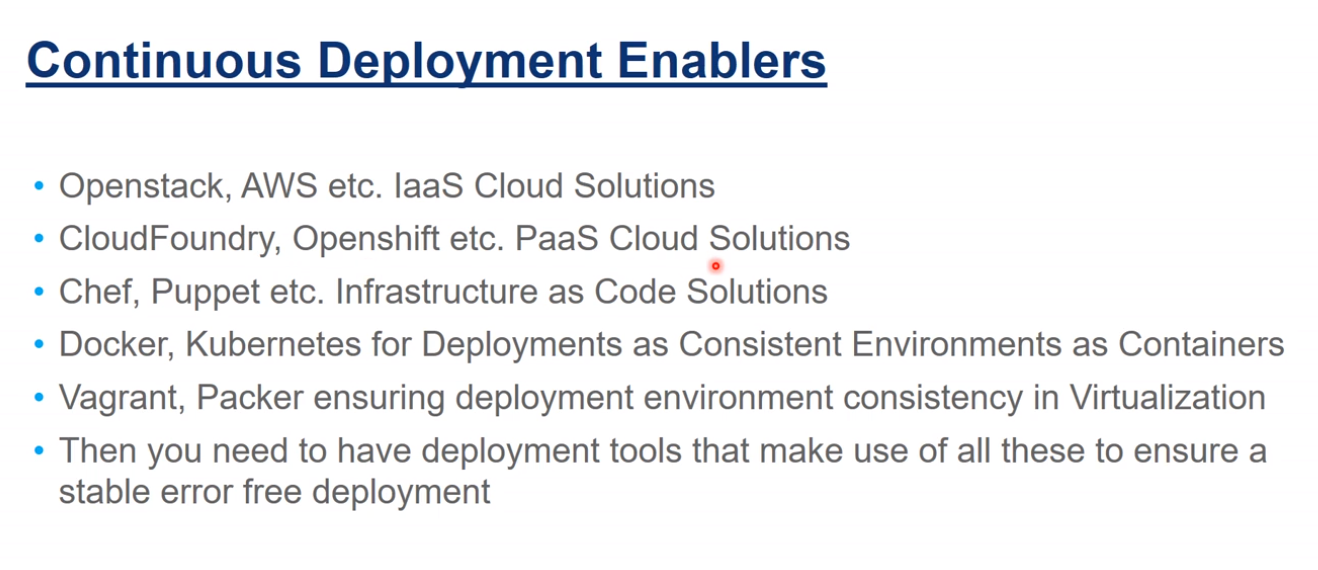 Continuous Deployment Enablers
• Openstack, AWS etc. IaaS Cloud Solutions
• CloudFoundry, Openshift etc. PaaS Cloud Solutions
• Chef, Puppet etc. Infrastructure as Code Solutions
• Docker, Kubernetes for Deployments as Consistent Environments as Containers
• Vagrant, Packer ensuring deployment environment consistency in Virtualization
• Then you need to have deployment tools that make use of all these to ensure a
stable error free deployment